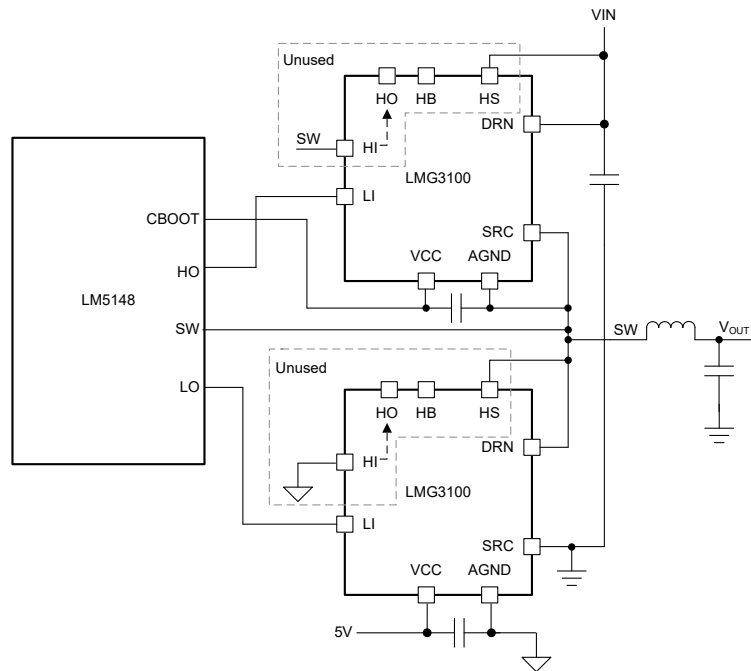 VIN
Unused
HO HB HS
DRN
SW
HI
LMG3100
LI
CBOOT
SRC
VCC AGND
HO
LM5148
SW
SW
VOUT
Unused
HO HB HS
LO
DRN
HI
LMG3100
LI
SRC
VCC AGND
5V